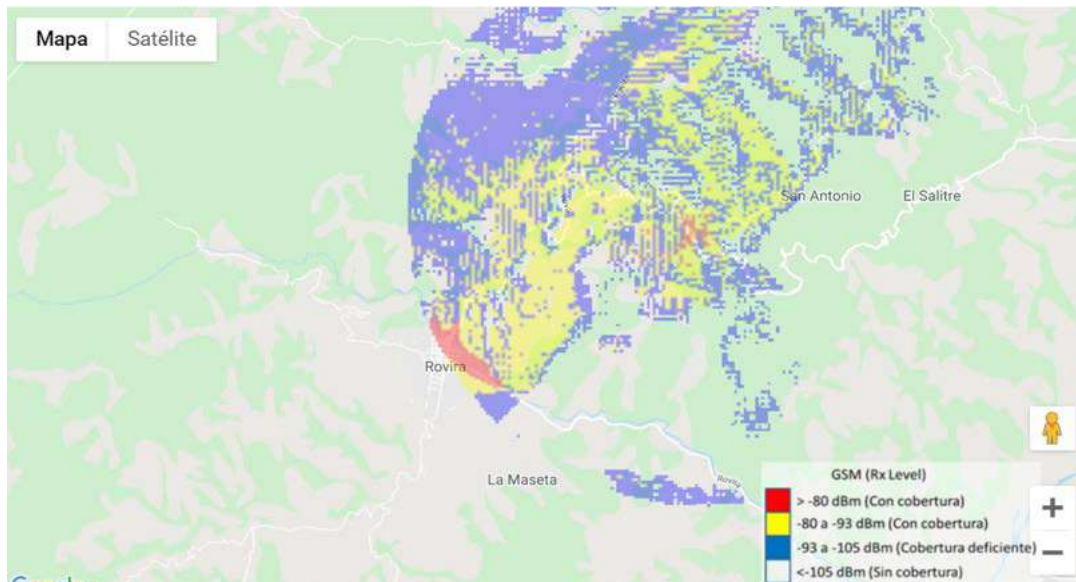 Mapa Satélite
San Antonio
El Salitre
Rovira
La Maseta
Rovira
GSM (Rx Level)
> -80 dBm (Con cobertura)
-80 a -93 dBm (Con cobertura)
-93 a -105 dBm (Cobertura deficiente)
<-105 dBm (Sin cobertura)
+
−